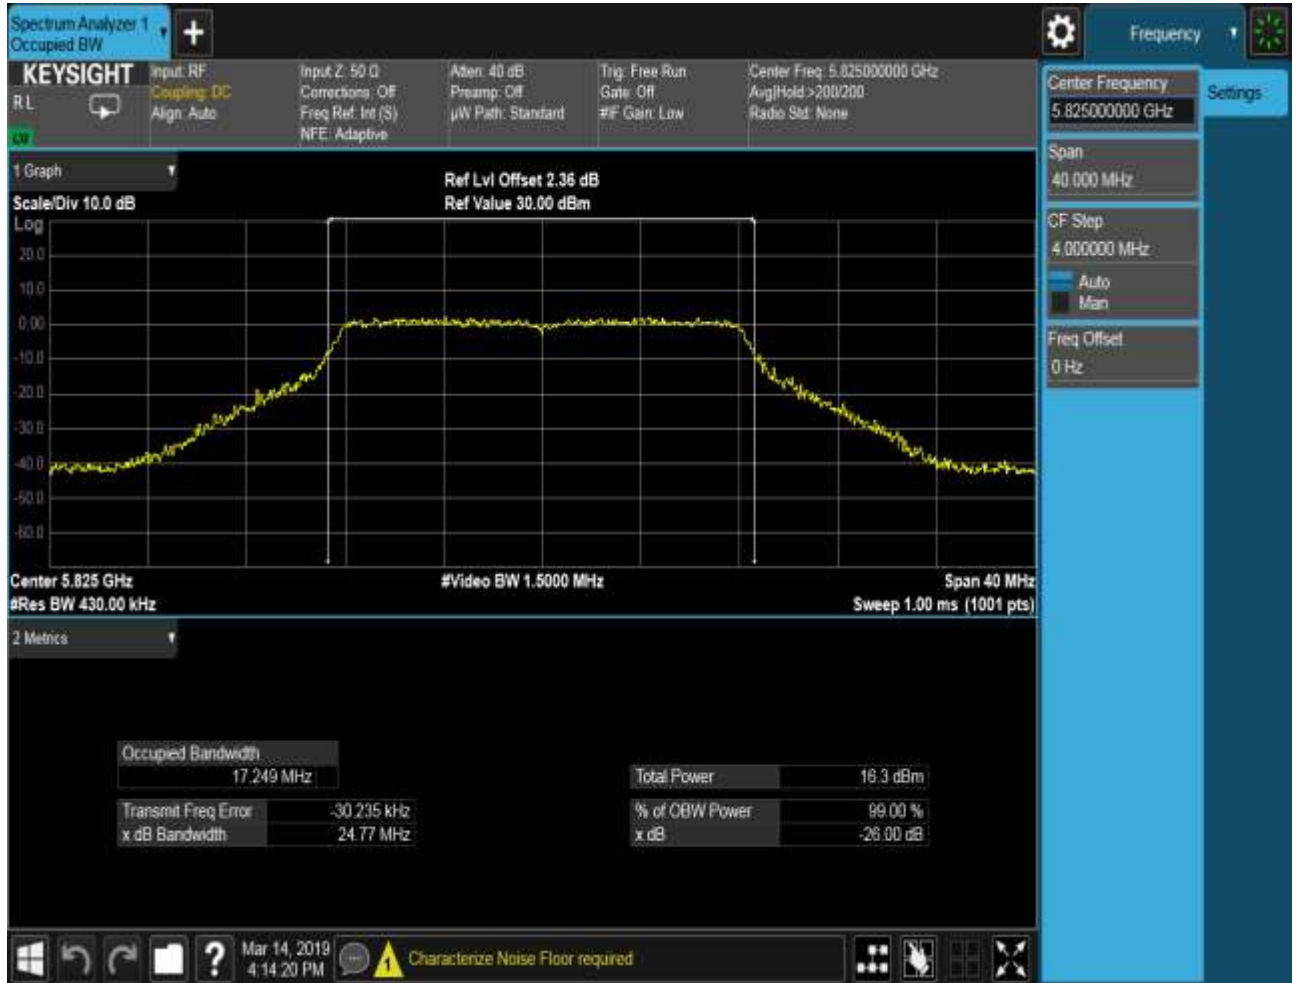 Spectrum Analyzer 1
Occupied BW
Frequency
KEYSIGHT
RL
Input: RF
Coupling: DC
Align: Auto
Input Z: 50 Ω
Corrections: Off
Freq Ref: Int (S)
NFE: Adaptive
Atten: 40 dB
Preamp: Off
µW Path: Standard
Trig: Free Run
Gate: Off
#IF Gain: Low
Center Freq: 5.825000000 GHz
Avg|Hold:>200/200
Radio Std: None
Center Frequency
5.825000000 GHz
Settings
Span
40.000 MHz
CF Step
4.000000 MHz
Auto
Man
Freq Offset
0 Hz
1 Graph
Scale/Div 10.0 dB
Ref Lvl Offset 2.36 dB
Ref Value 30.00 dBm
Log
20.0
10.0
0.00
-10.0
-20.0
-30.0
-40.0
-50.0
-60.0
Center 5.825 GHz
#Video BW 1.5000 MHz
Span 40 MHz
#Res BW 430.00 kHz
Sweep 1.00 ms (1001 pts)
2 Metrics
Occupied Bandwidth
17.249 MHz
Total Power 16.3 dBm
Transmit Freq Error -30.235 kHz
% of OBW Power 99.00 %
x dB Bandwidth 24.77 MHz
x dB -26.00 dB
Mar 14, 2019
4:14:20 PM
1
Characterize Noise Floor required